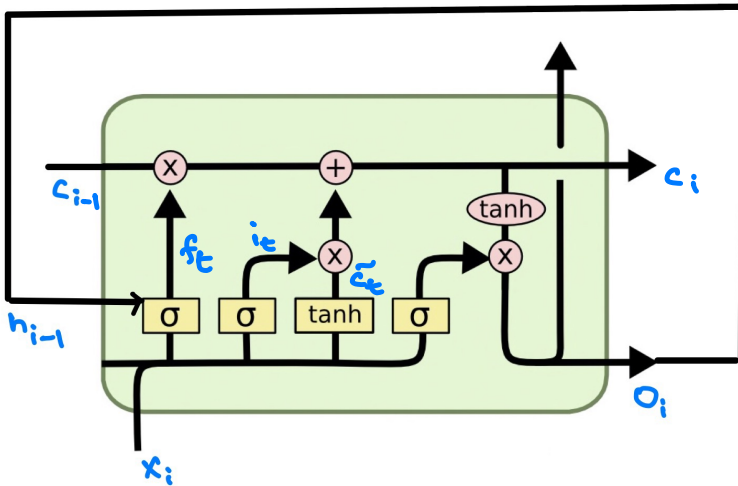 x
+
C_{i-1}
c_i
tanh
f_t
i_t
x
c̃_t
x
σ
σ
tanh
σ
h_{i-1}
O_i
x_i